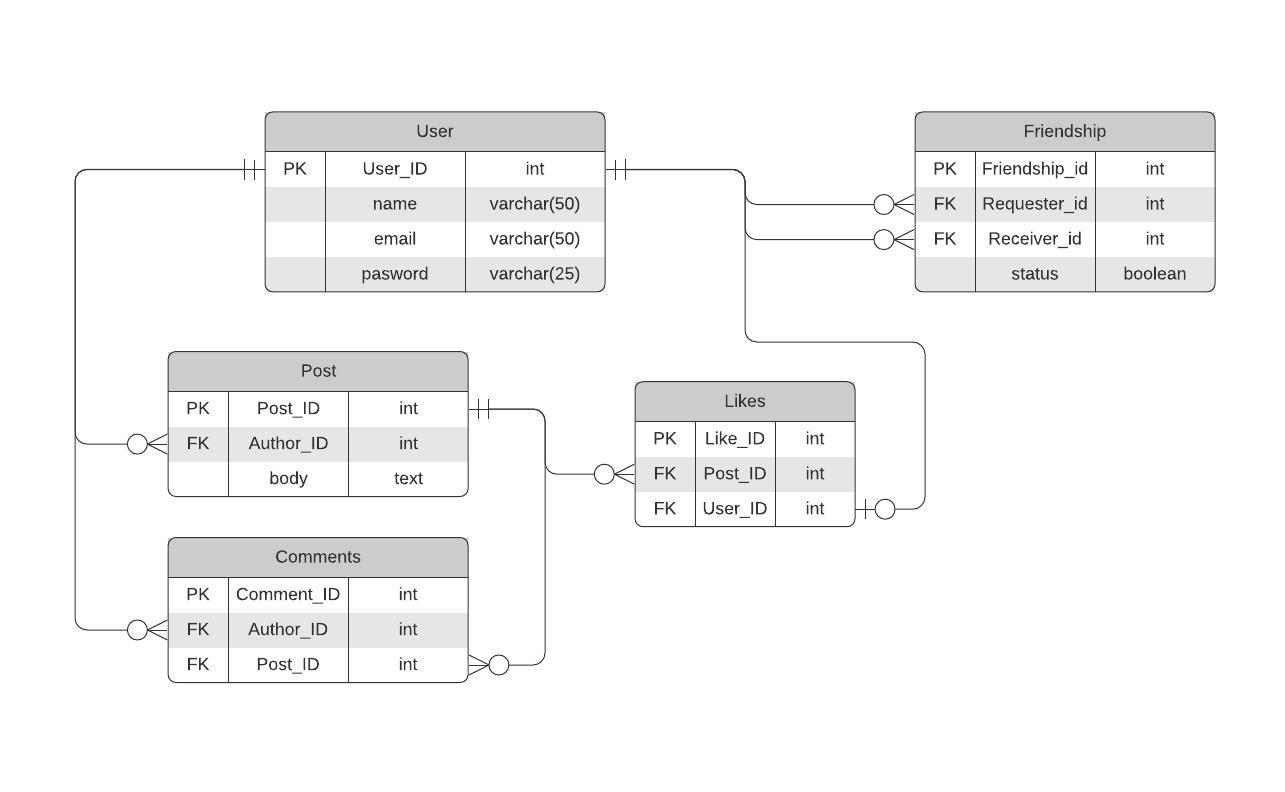 User
PK User_ID int
name varchar(50)
email varchar(50)
pasword varchar(25)
Friendship
PK Friendship_id int
FK Requester_id int
FK Receiver_id int
status boolean
Post
PK Post_ID int
FK Author_ID int
body text
Likes
PK Like_ID int
FK Post_ID int
FK User_ID int
Comments
PK Comment_ID int
FK Author_ID int
FK Post_ID int